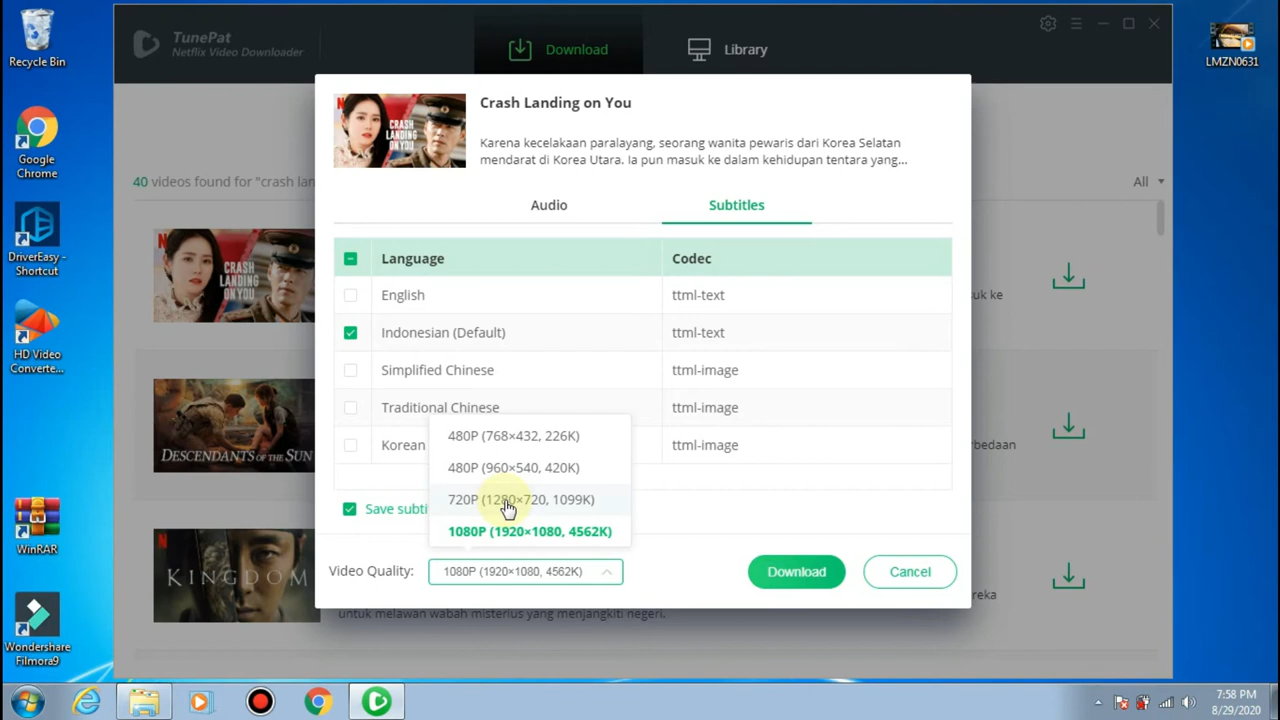 Recycle Bin
Google
Chrome
DriverEasy -
Shortcut
HD Video
Converte...
WinRAR
Wondershare
Filmora9
TunePat
Netflix Video Downloader
Download
Library
LMZN0631
40 videos found for "crash lan
All
CRASH
LANDING
ON YOU
DESCENDANTS OF THE SUN
KINGDOM
N
CRASH
LANDING
ON YOU
Crash Landing on You
Karena kecelakaan paralayang, seorang wanita pewaris dari Korea Selatan
mendarat di Korea Utara. Ia pun masuk ke dalam kehidupan tentara yang...
Audio
Subtitles
Language
Codec
English
ttml-text
Indonesian (Default)
ttml-text
Simplified Chinese
ttml-image
Traditional Chinese
ttml-image
Korean
ttml-image
480P (768×432, 226K)
480P (960×540, 420K)
720P (1280×720, 1099K)
1080P (1920×1080, 4562K)
Save subti
Video Quality:
1080P (1920×1080, 4562K)
Download
Cancel
suk ke
bedaan
reka
untuk melawan wabah misterius yang menjangkiti negeri.
7:58 PM
8/29/2020